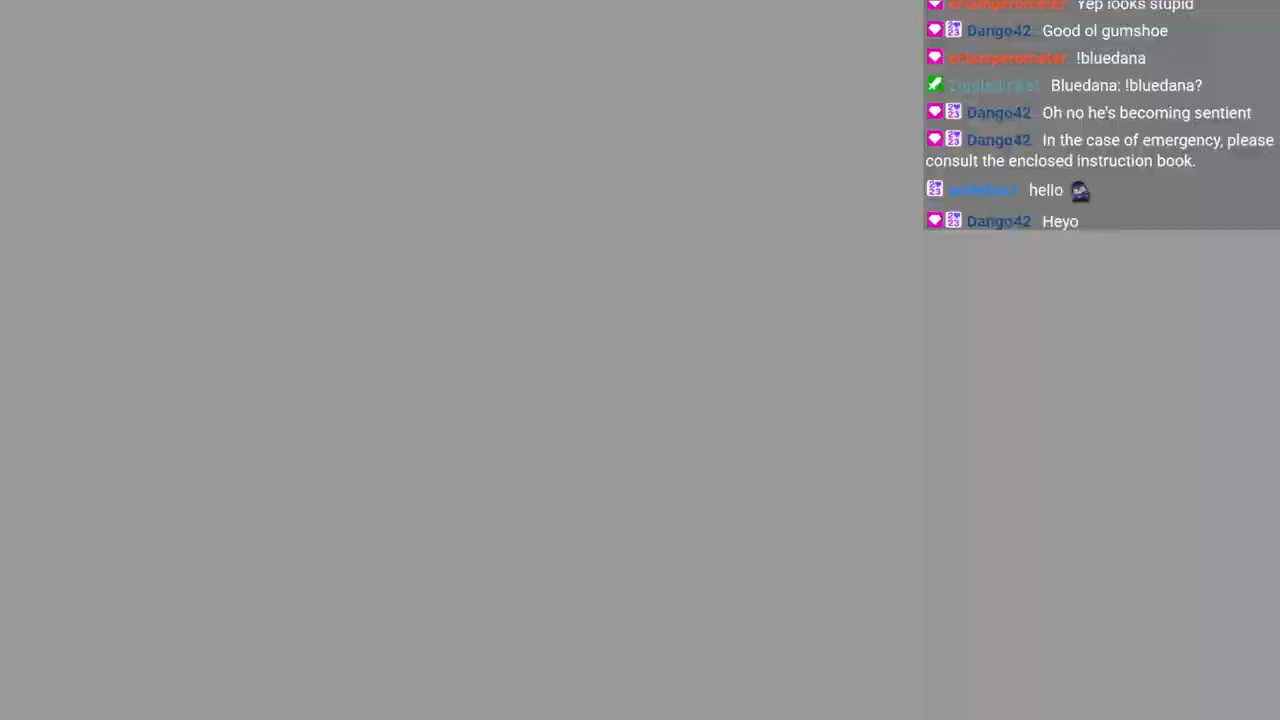 Yep looks stupid
Dango42 Good ol gumshoe
!bluedana
Bluedana: !bluedana?
Dango42 Oh no he's becoming sentient
Dango42 In the case of emergency, please
consult the enclosed instruction book.
hello
Dango42 Heyo